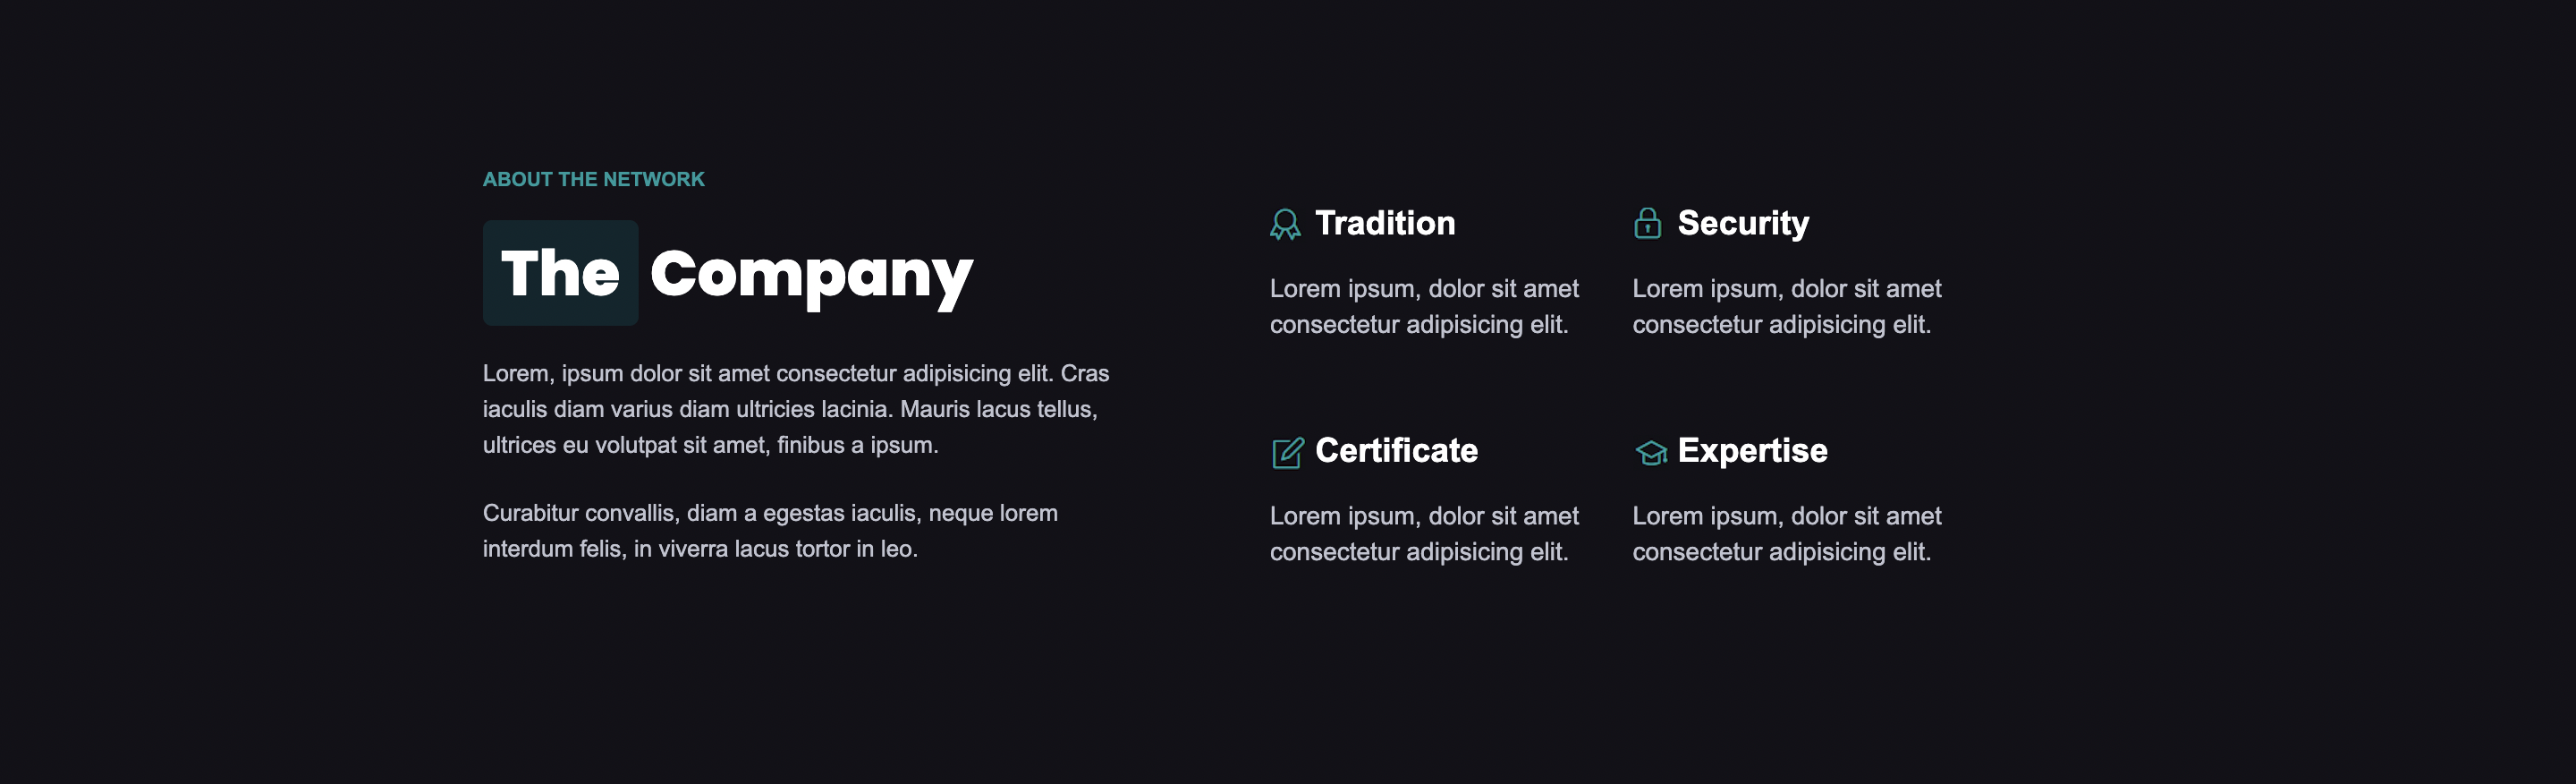 ABOUT THE NETWORK
The Company
Lorem, ipsum dolor sit amet consectetur adipisicing elit. Cras
iaculis diam varius diam ultricies lacinia. Mauris lacus tellus,
ultrices eu volutpat sit amet, finibus a ipsum.
Curabitur convallis, diam a egestas iaculis, neque lorem
interdum felis, in viverra lacus tortor in leo.
Tradition
Lorem ipsum, dolor sit amet
consectetur adipisicing elit.
Security
Lorem ipsum, dolor sit amet
consectetur adipisicing elit.
Certificate
Lorem ipsum, dolor sit amet
consectetur adipisicing elit.
Expertise
Lorem ipsum, dolor sit amet
consectetur adipisicing elit.